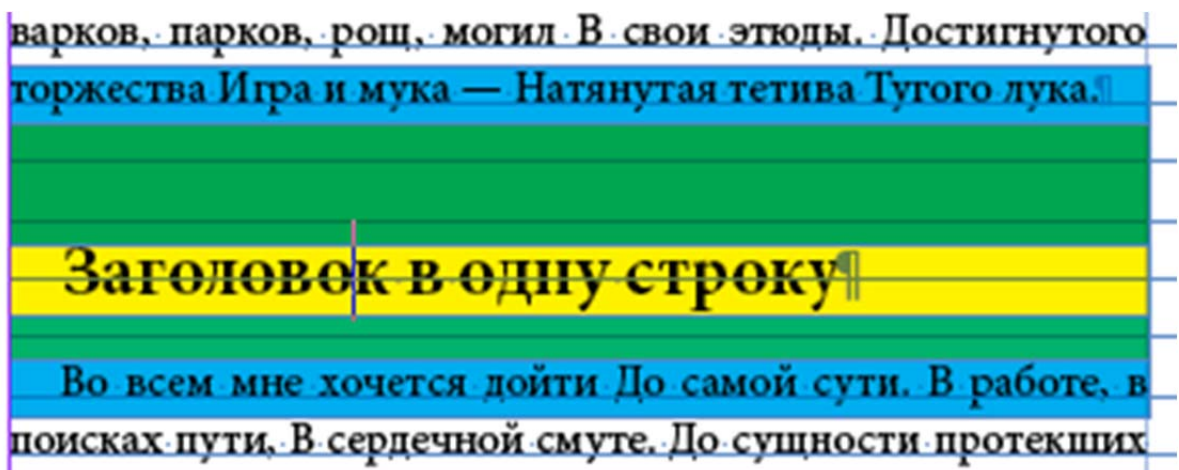 варков, парков, рощ, могил В свои этюды. Достигнутого
торжества Игра и мука — Натянутая тетива Тугого лука.¶
Заголовок в одну строку¶
Во всем мне хочется дойти До самой сути. В работе, в
поисках пути, В сердечной смуте. До сущности протекших